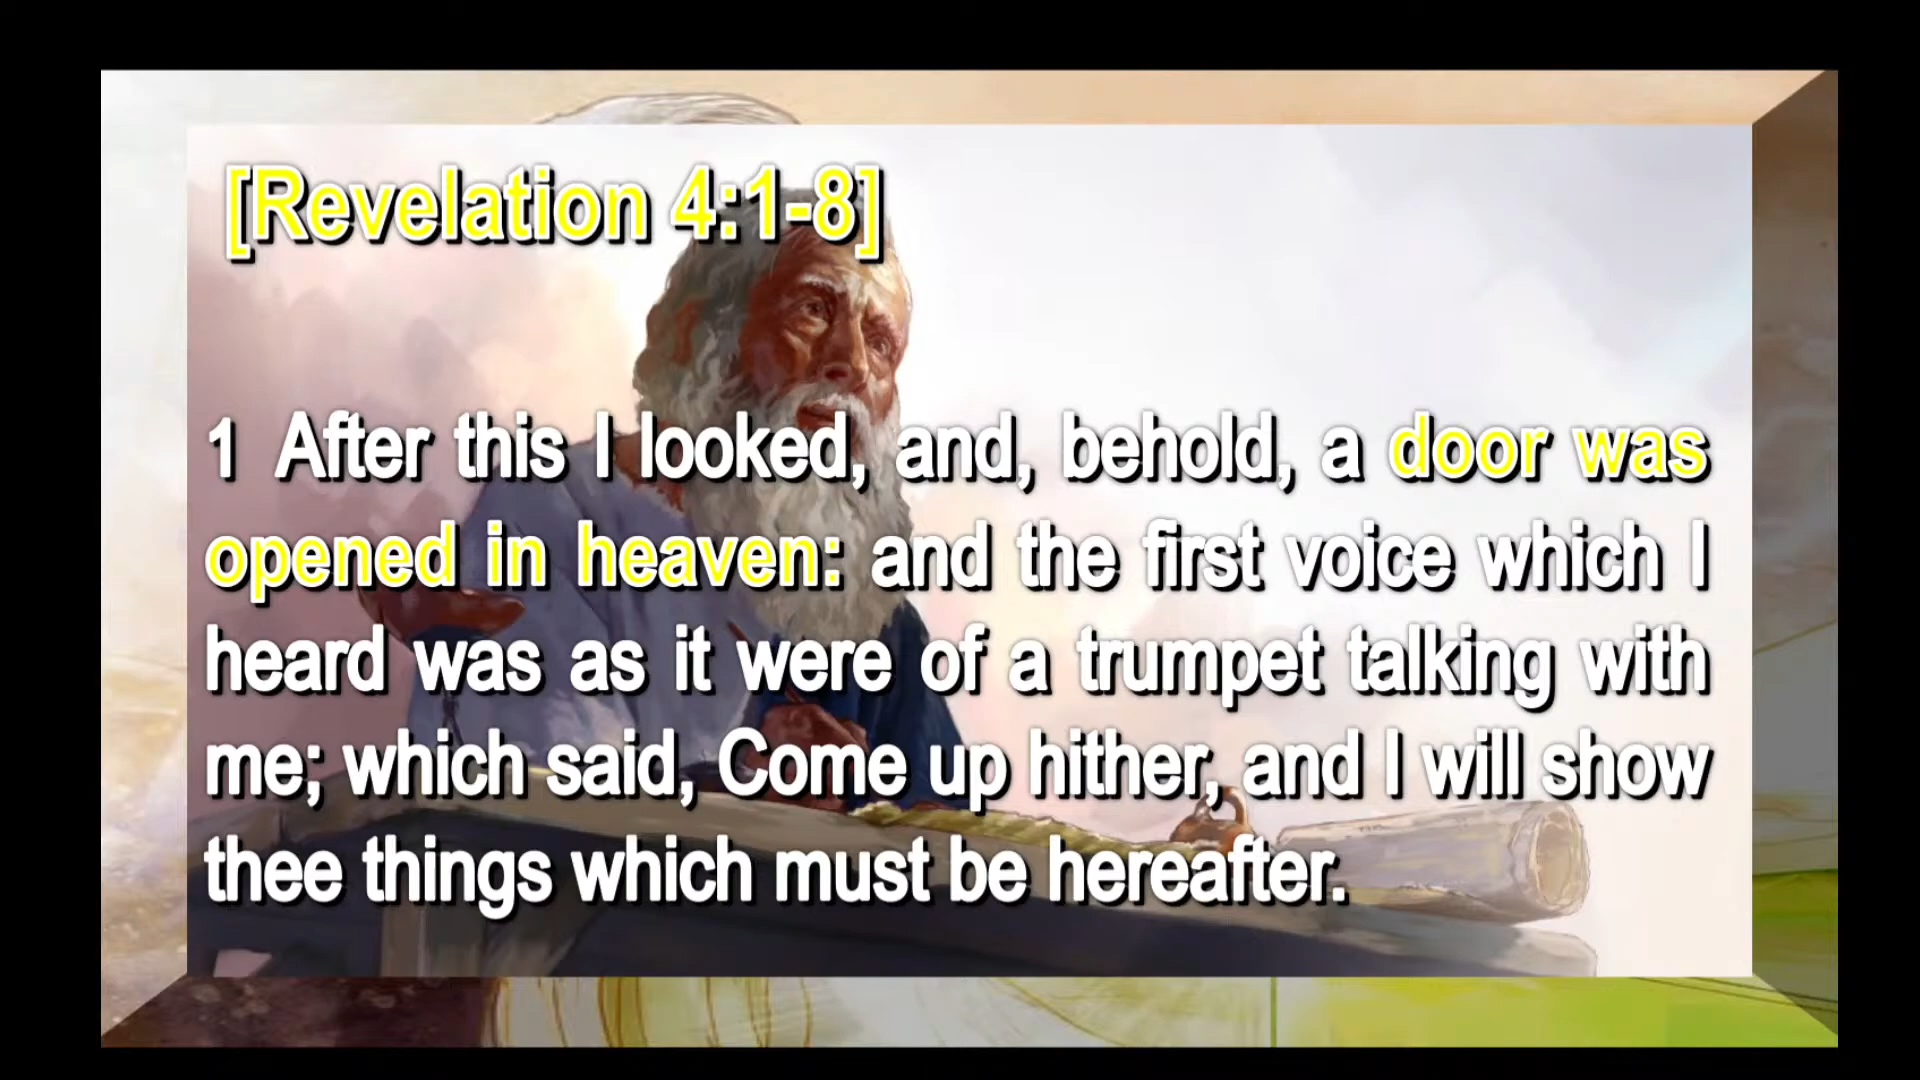 [Revelation 4:1-8]
1 After this I looked, and, behold, a door was
opened in heaven: and the first voice which I
heard was as it were of a trumpet talking with
me; which said, Come up hither, and I will show
thee things which must be hereafter.